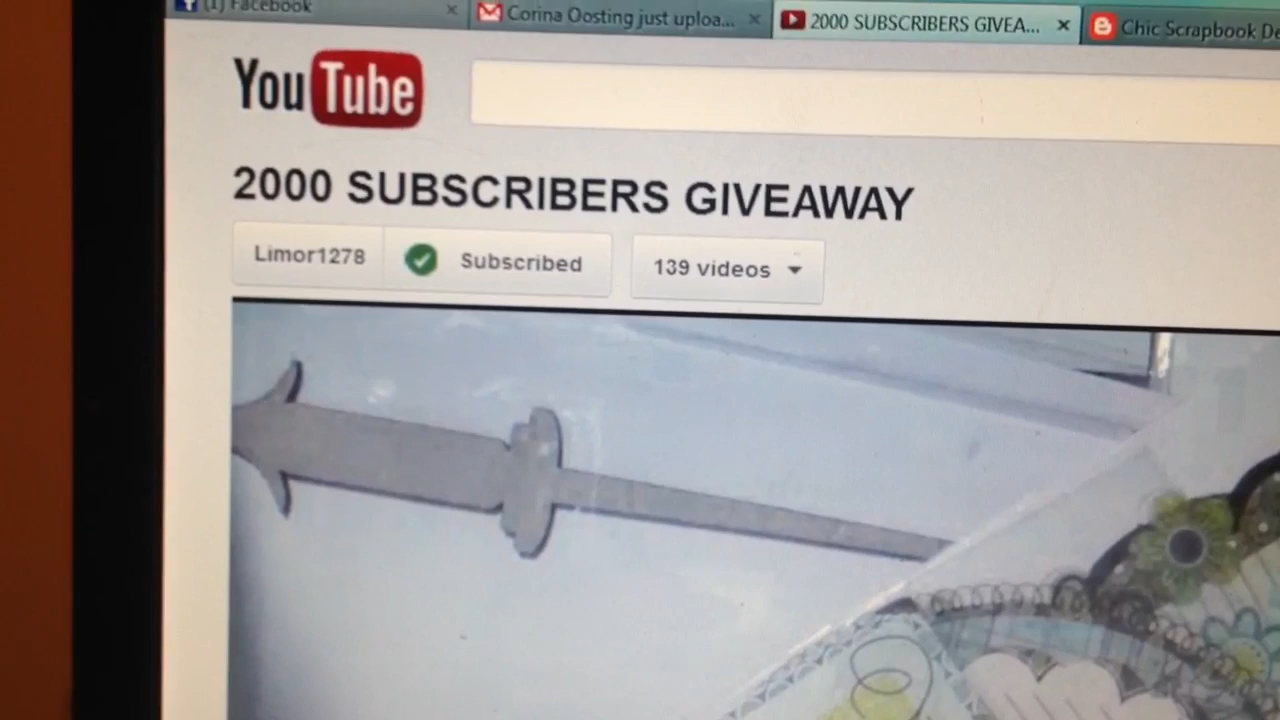 (1) Facebook
Corina Oosting just uploa...
2000 SUBSCRIBERS GIVEA...
Chic Scrapbook De
YouTube
2000 SUBSCRIBERS GIVEAWAY
Limor1278
Subscribed
139 videos